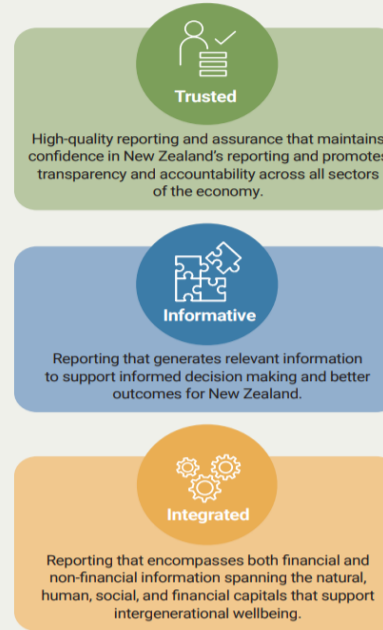 Trusted
High-quality reporting and assurance that maintains
confidence in New Zealand's reporting and promotes
transparency and accountability across all sectors
of the economy.
Informative
Reporting that generates relevant information
to support informed decision making and better
outcomes for New Zealand.
Integrated
Reporting that encompasses both financial and
non-financial information spanning the natural,
human, social, and financial capitals that support
intergenerational wellbeing.